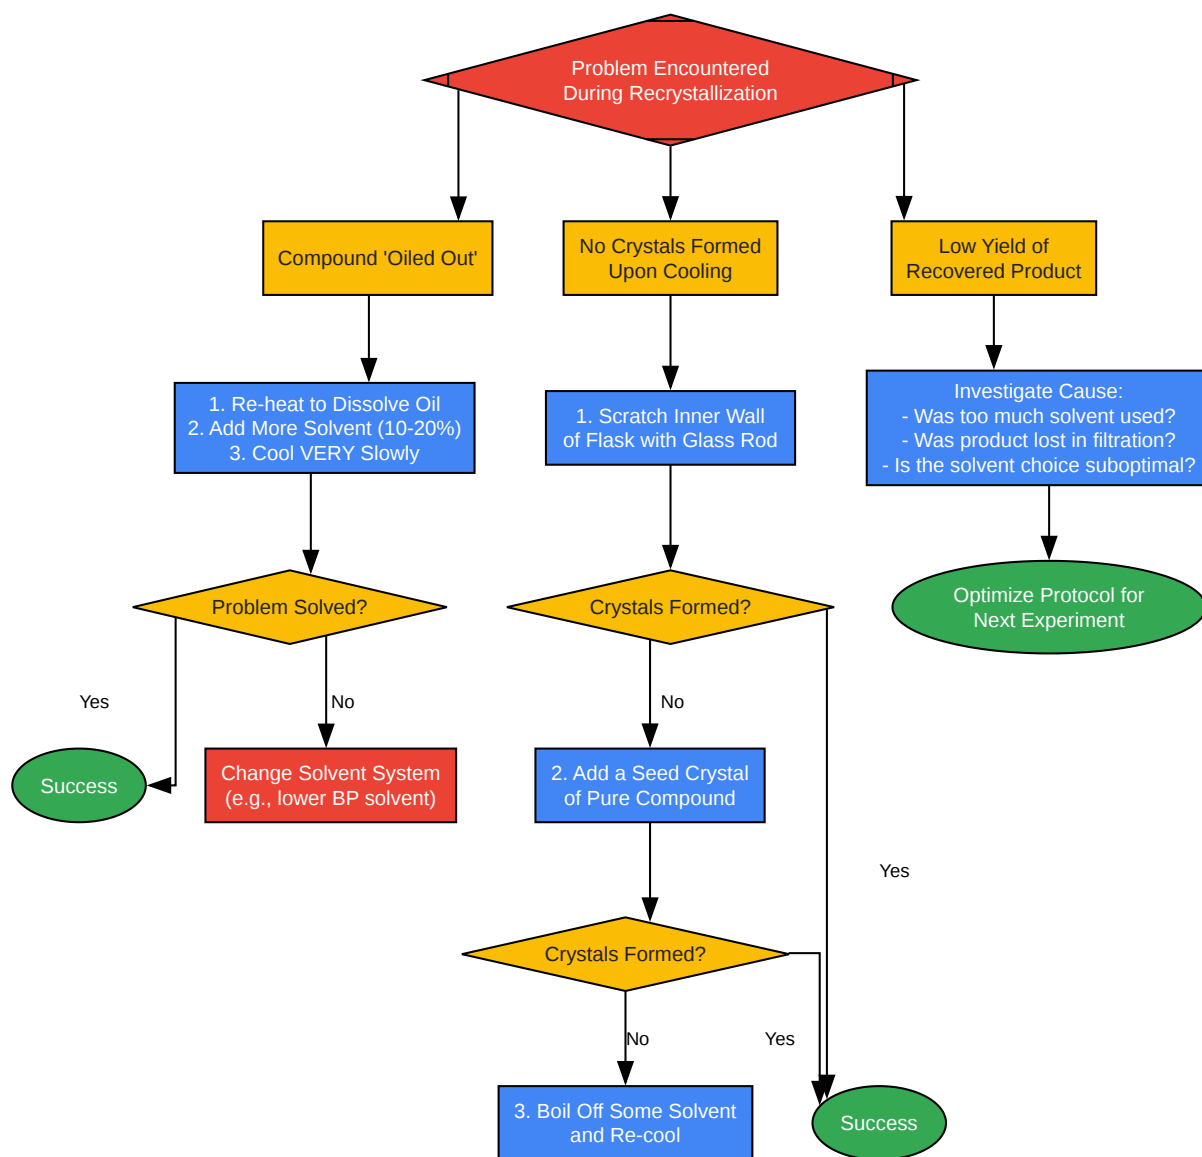 Problem Encountered
During Recrystallization
Compound 'Oiled Out'
No Crystals Formed
Upon Cooling
Low Yield of
Recovered Product
1. Re-heat to Dissolve Oil
2. Add More Solvent (10-20%)
3. Cool VERY Slowly
1. Scratch Inner Wall
of Flask with Glass Rod
Investigate Cause:
- Was too much solvent used?
- Was product lost in filtration?
- Is the solvent choice suboptimal?
Problem Solved?
Crystals Formed?
Optimize Protocol for
Next Experiment
Yes
No
No
Success
Change Solvent System
(e.g., lower BP solvent)
2. Add a Seed Crystal
of Pure Compound
Yes
Crystals Formed?
No
Yes
3. Boil Off Some Solvent
and Re-cool
Success